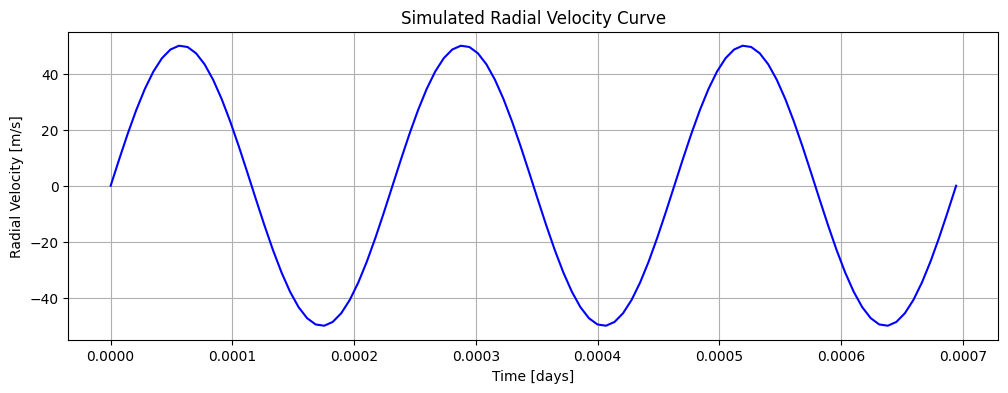 Simulated Radial Velocity Curve
Radial Velocity [m/s]
40
20
0
−20
−40
0.0000 0.0001 0.0002 0.0003 0.0004 0.0005 0.0006 0.0007
Time [days]